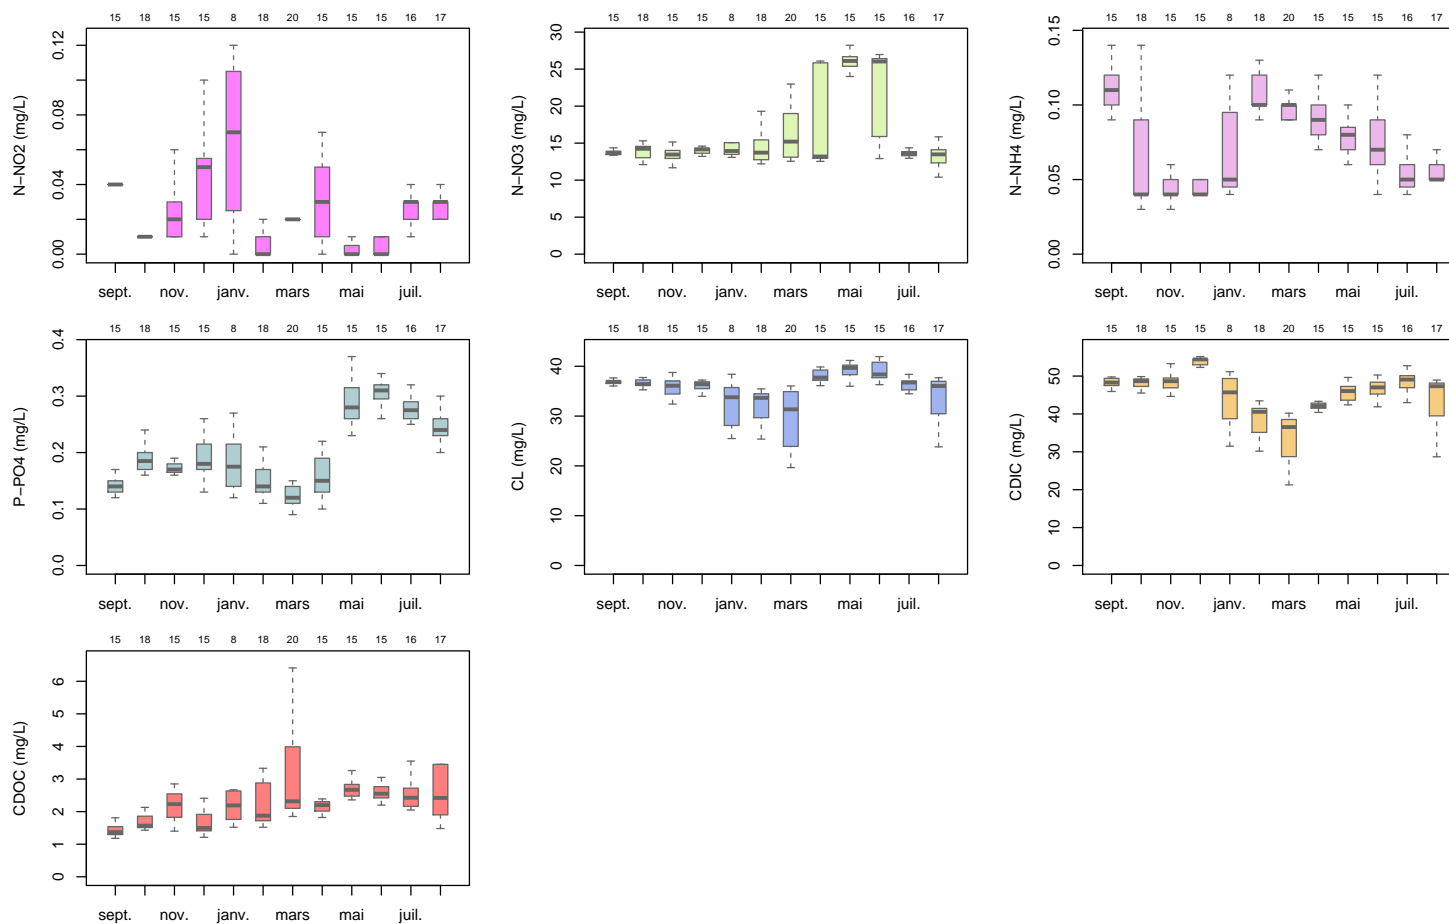 15 18 15 15 8 18 20 15 15 15 16 17
N-NO2 (mg/L)
0.00 0.04 0.08 0.12
sept. nov. janv. mars mai juil.
15 18 15 15 8 18 20 15 15 15 16 17
N-NO3 (mg/L)
0 5 10 15 20 25 30
sept. nov. janv. mars mai juil.
15 18 15 15 8 18 20 15 15 15 16 17
N-NH4 (mg/L)
0.00 0.05 0.10 0.15
sept. nov. janv. mars mai juil.
15 18 15 15 8 18 20 15 15 15 16 17
P-PO4 (mg/L)
0.0 0.1 0.2 0.3 0.4
sept. nov. janv. mars mai juil.
15 18 15 15 8 18 20 15 15 15 16 17
CL (mg/L)
0 10 20 30 40
sept. nov. janv. mars mai juil.
15 18 15 15 8 18 20 15 15 15 16 17
CDIC (mg/L)
0 10 20 30 40 50
sept. nov. janv. mars mai juil.
15 18 15 15 8 18 20 15 15 15 16 17
CDOC (mg/L)
0 1 2 3 4 5 6
sept. nov. janv. mars mai juil.